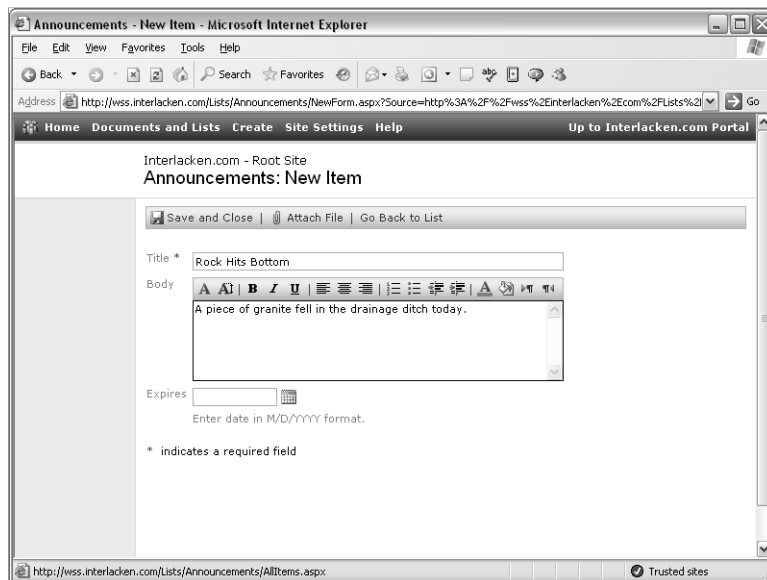 Announcements - New Item - Microsoft Internet Explorer
File Edit View Favorites Tools Help
Back Search Favorites
Address http://wss.interlacken.com/Lists/Announcements/NewForm.aspx?Source=http%3A%2F%2Fwss%2Einterlacken%2Ecom%2FLists%2 Go
Home Documents and Lists Create Site Settings Help Up to Interlacken.com Portal
Interlacken.com - Root Site
Announcements: New Item
Save and Close | Attach File | Go Back to List
Title * Rock Hits Bottom
Body
A A | B I U
A
A piece of granite fell in the drainage ditch today.
Expires
Enter date in M/D/YYYY format.
* indicates a required field
http://wss.interlacken.com/Lists/Announcements/AllItems.aspx Trusted sites